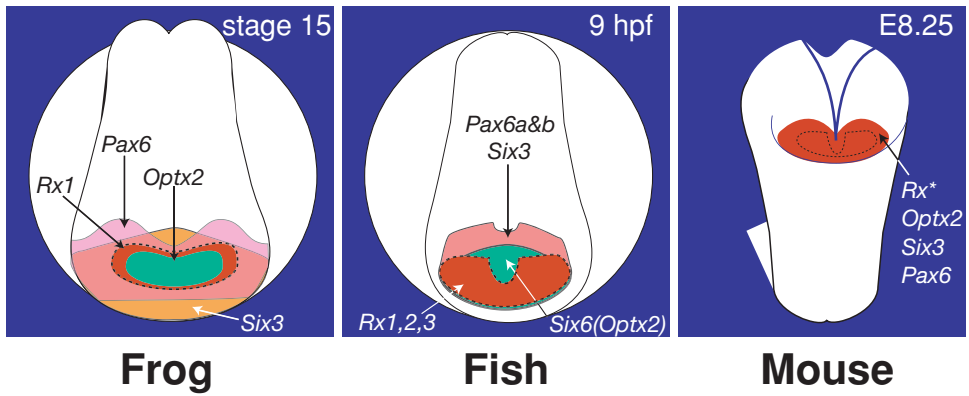 stage 15
Pax6
Rx1
Optx2
Six3
Frog
9 hpf
Pax6a&b
Six3
Rx1,2,3
Six6(Optx2)
Fish
E8.25
Rx*
Optx2
Six3
Pax6
Mouse